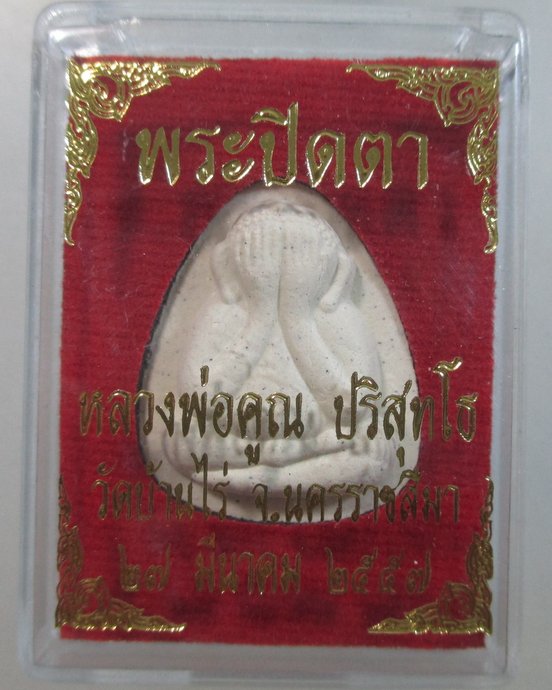 พระปิดตา
หลวงพ่อคูณ ปริสุทโธ
วัดบ้านไร่ จ.นครราชสีมา
๒๗ มีนาคม ๒๕๕๗